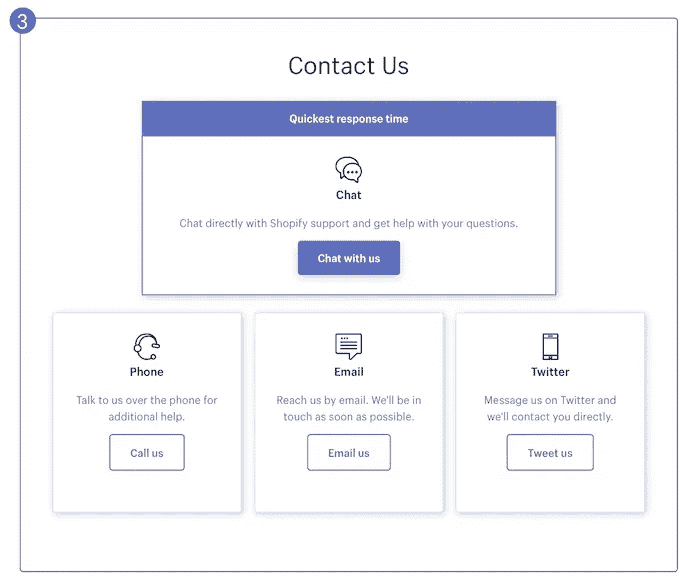 3
Contact Us
Quickest response time
Chat
Chat directly with Shopify support and get help with your questions.
Chat with us
Phone
Talk to us over the phone for
additional help.
Call us
Email
Reach us by email. We'll be in
touch as soon as possible.
Email us
Twitter
Message us on Twitter and
we'll contact you directly.
Tweet us